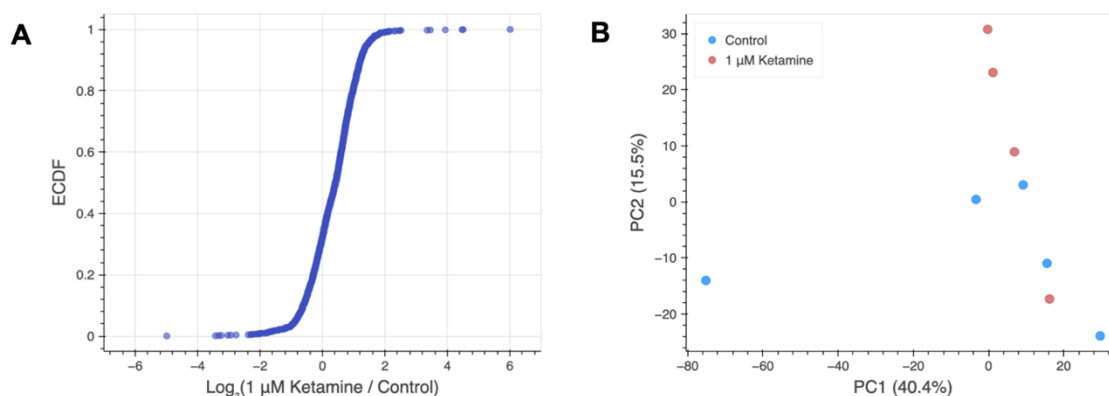 A
ECDF
1
0.8
0.6
0.4
0.2
0
−6 −4 −2 0 2 4 6
Log₂(1 μM Ketamine / Control)
B
Control
1 μM Ketamine
PC2 (15.5%)
30
20
10
0
−10
−20
−80 −60 −40 −20 0 20
PC1 (40.4%)